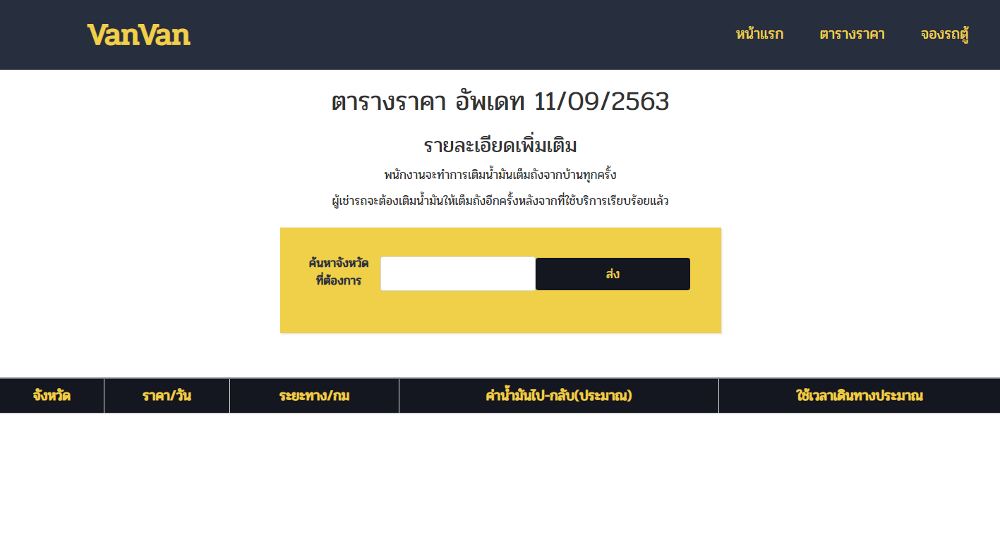 VanVan
หน้าแรก
ตารางราคา
จองรถตู้
ตารางราคา อัพเดท 11/09/2563
รายละเอียดเพิ่มเติม
พนักงานจะทำการเติมน้ำมันเต็มถังจากบ้านทุกครั้ง
ผู้เช่ารถจะต้องเติมน้ำมันให้เต็มถังอีกครั้งหลังจากที่ใช้บริการเรียบร้อยแล้ว
ค้นหาจังหวัด
ที่ต้องการ
ส่ง
จังหวัด
ราคา/วัน
ระยะทาง/กม
ค่าน้ำมันไป-กลับ(ประมาณ)
ใช้เวลาเดินทางประมาณ